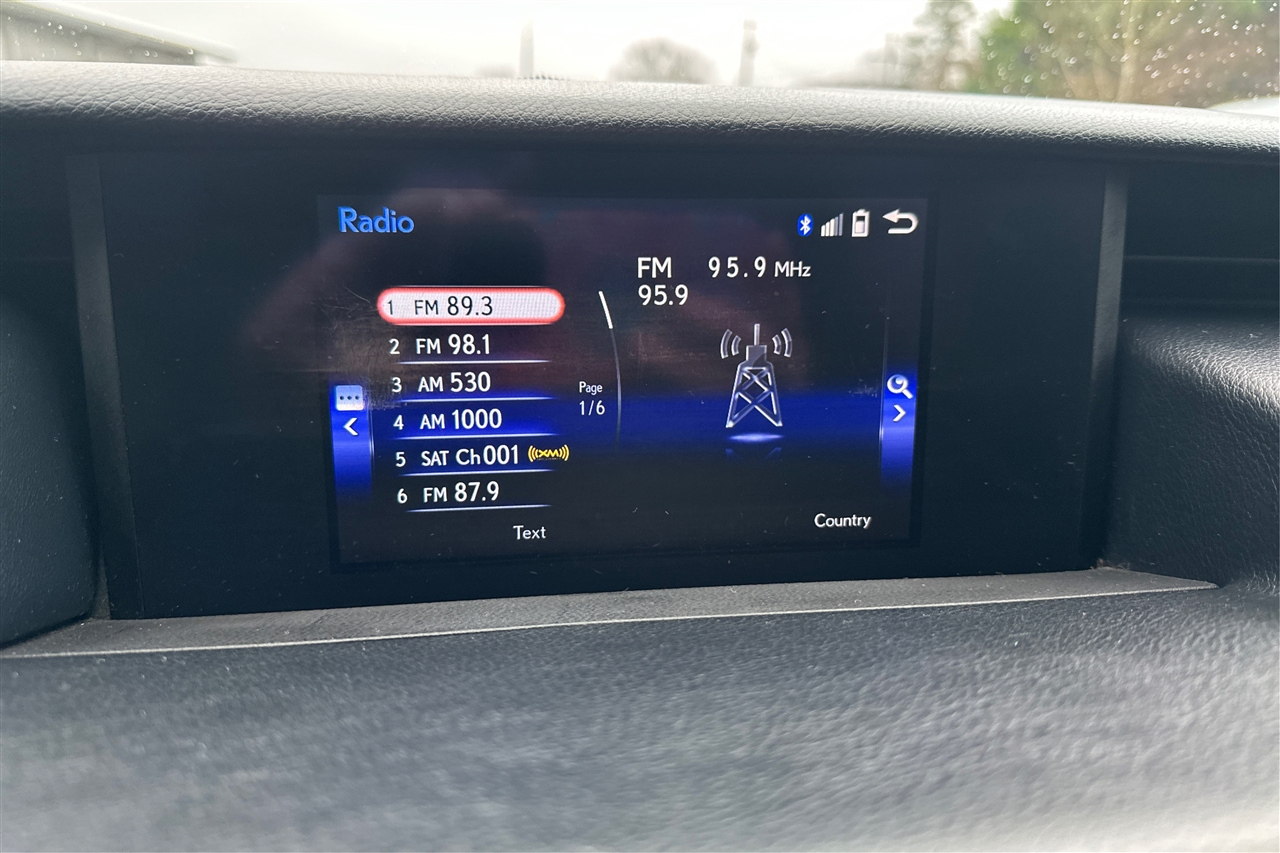 Radio
FM 95.9 MHz
95.9
1 FM 89.3
2 FM 98.1
3 AM 530
4 AM 1000
5 SAT Ch001 ((XM))
6 FM 87.9
Page
1/6
Text
Country